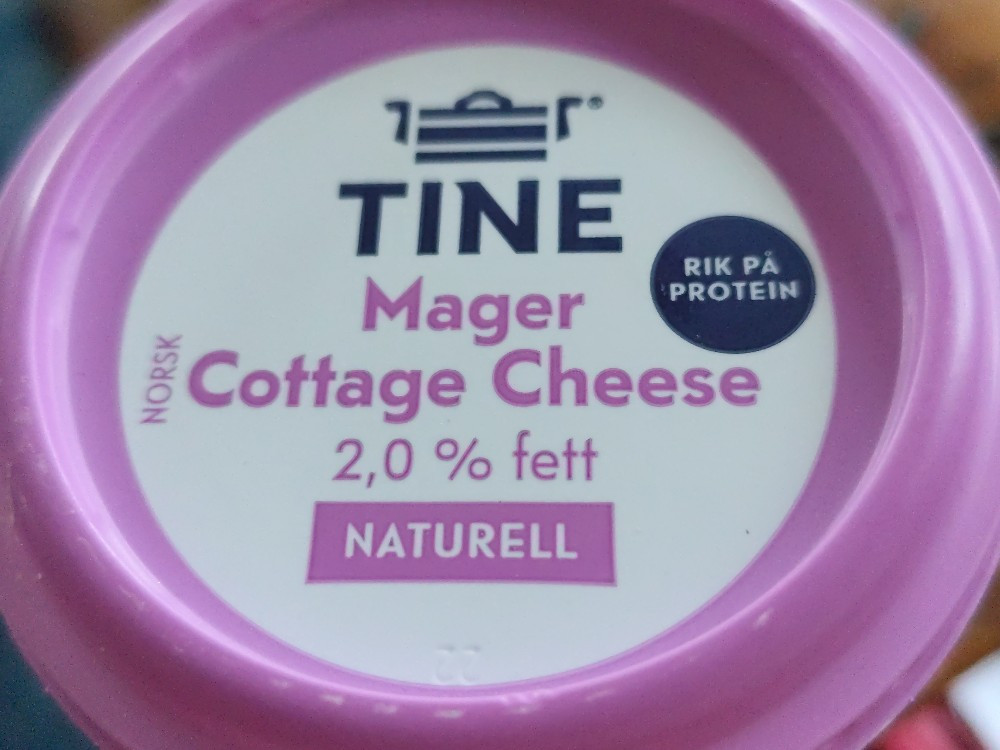 TINE®
RIK PÅ
PROTEIN
Mager
Cottage Cheese
NORSK
2,0 % fett
NATURELL